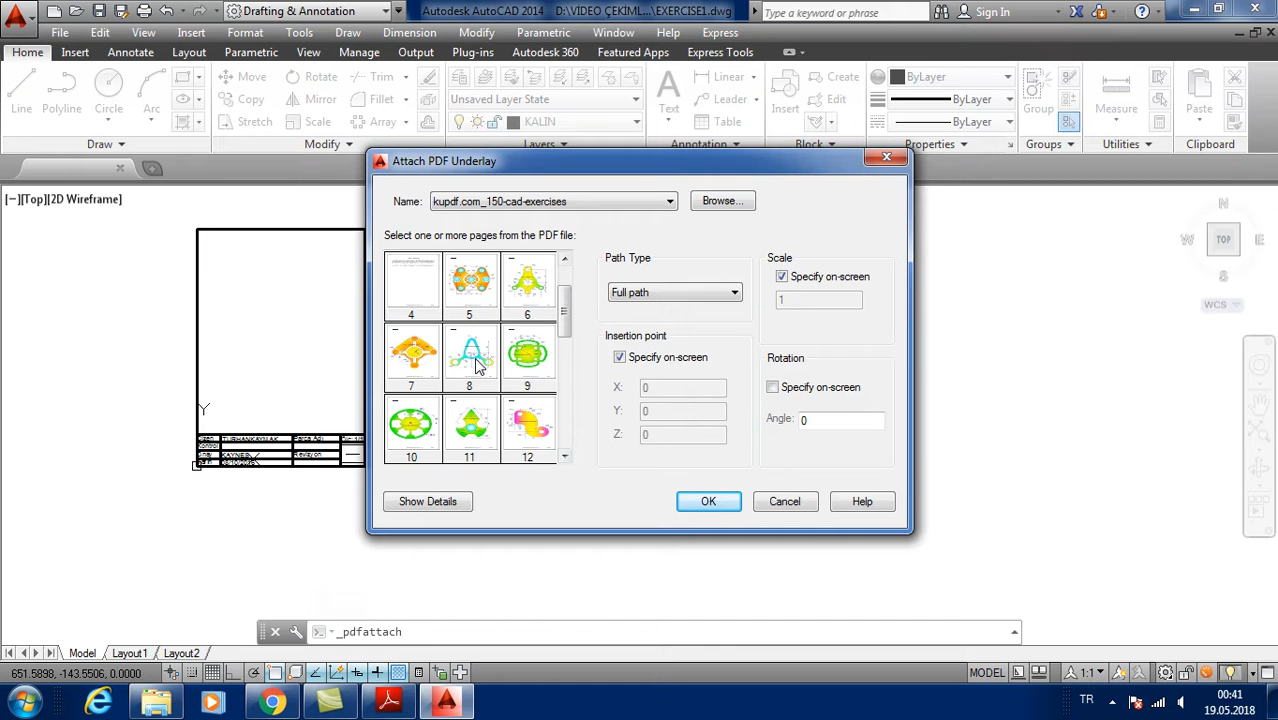 Drafting & Annotation
Autodesk AutoCAD 2014 D:\VİDEO ÇEKİML...\EXERCISE1.dwg
Type a keyword or phrase
Sign In
File Edit View Insert Format Tools Draw Dimension Modify Parametric Window Help Express
Home Insert Annotate Layout Parametric View Manage Output Plug-ins Autodesk 360 Featured Apps Express Tools
Line Polyline Circle Arc
Move Rotate Trim
Copy Mirror Fillet
Stretch Scale Array
Unsaved Layer State
KALIN
Text
Linear
Leader
Table
Insert
Create
Edit
ByLayer
ByLayer
ByLayer
Group
Measure
Paste
Draw Modify Layers Annotation Block Properties Groups Utilities Clipboard
[−][Top][2D Wireframe]
N
W TOP E
S
WCS
Y
TURHANKAYNAK
Revizyon
Attach PDF Underlay
Name: kupdf.com_150-cad-exercises Browse...
Select one or more pages from the PDF file:
4 5 6
7 8 9
10 11 12
Path Type
Full path
Insertion point
Specify on-screen
X: 0
Y: 0
Z: 0
Scale
Specify on-screen
1
Rotation
Specify on-screen
Angle: 0
Show Details OK Cancel Help
_pdfattach
Model Layout1 Layout2
651.5898, -143.5506, 0.0000
MODEL
1:1
TR
00:41
19.05.2018